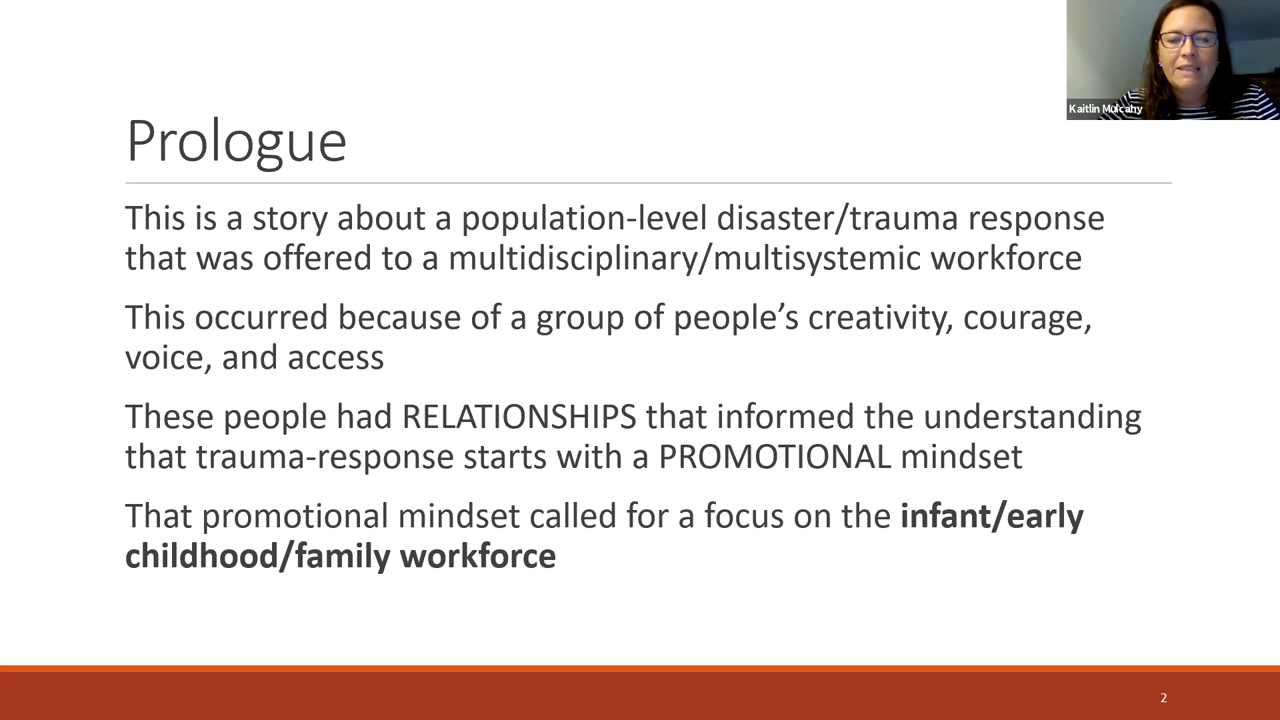 Kaitlin Mulcahy
Prologue
This is a story about a population-level disaster/trauma response
that was offered to a multidisciplinary/multisystemic workforce
This occurred because of a group of people’s creativity, courage,
voice, and access
These people had RELATIONSHIPS that informed the understanding
that trauma-response starts with a PROMOTIONAL mindset
That promotional mindset called for a focus on the infant/early
childhood/family workforce
2